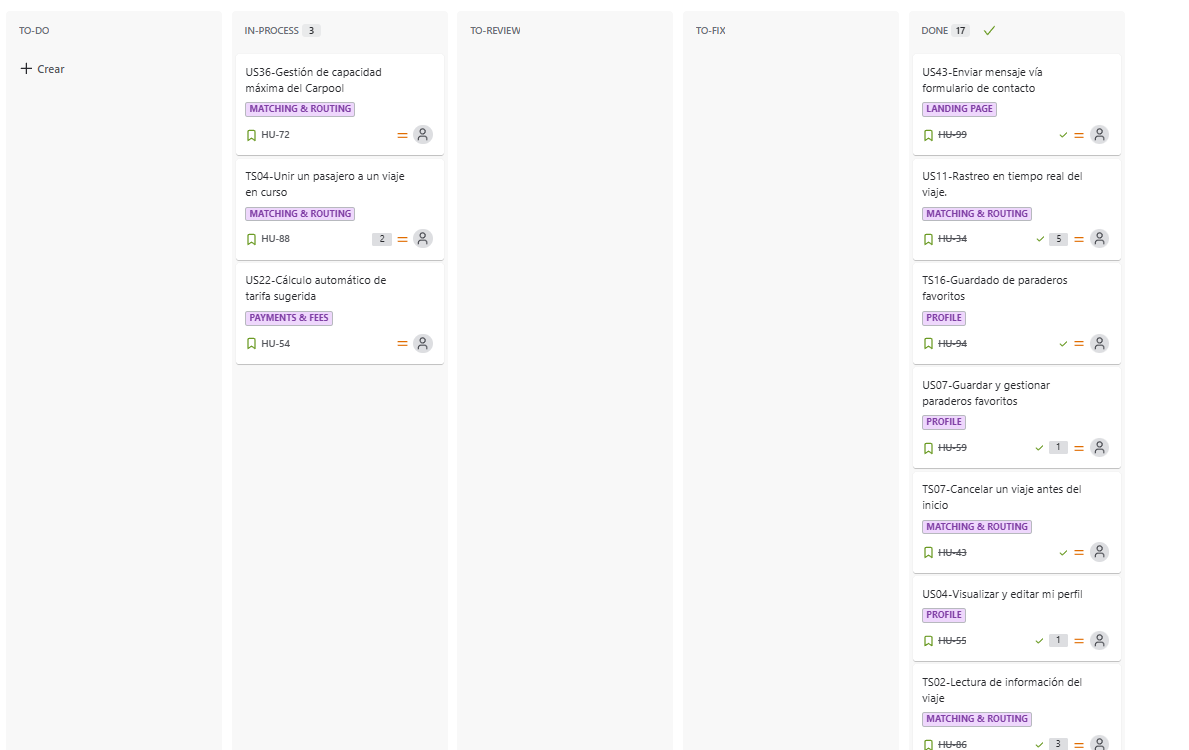 TO-DO
Crear
IN-PROCESS 3
US36-Gestión de capacidad
máxima del Carpool
MATCHING & ROUTING
HU-72
TS04-Unir un pasajero a un viaje
en curso
MATCHING & ROUTING
HU-88 2
US22-Cálculo automático de
tarifa sugerida
PAYMENTS & FEES
HU-54
TO-REVIEW
TO-FIX
DONE 17
US43-Enviar mensaje vía
formulario de contacto
LANDING PAGE
HU-99
US11-Rastreo en tiempo real del
viaje.
MATCHING & ROUTING
HU-34 5
TS16-Guardado de paraderos
favoritos
PROFILE
HU-94
US07-Guardar y gestionar
paraderos favoritos
PROFILE
HU-59 1
TS07-Cancelar un viaje antes del
inicio
MATCHING & ROUTING
HU-43
US04-Visualizar y editar mi perfil
PROFILE
HU-55 1
TS02-Lectura de información del
viaje
MATCHING & ROUTING
HU-86 3